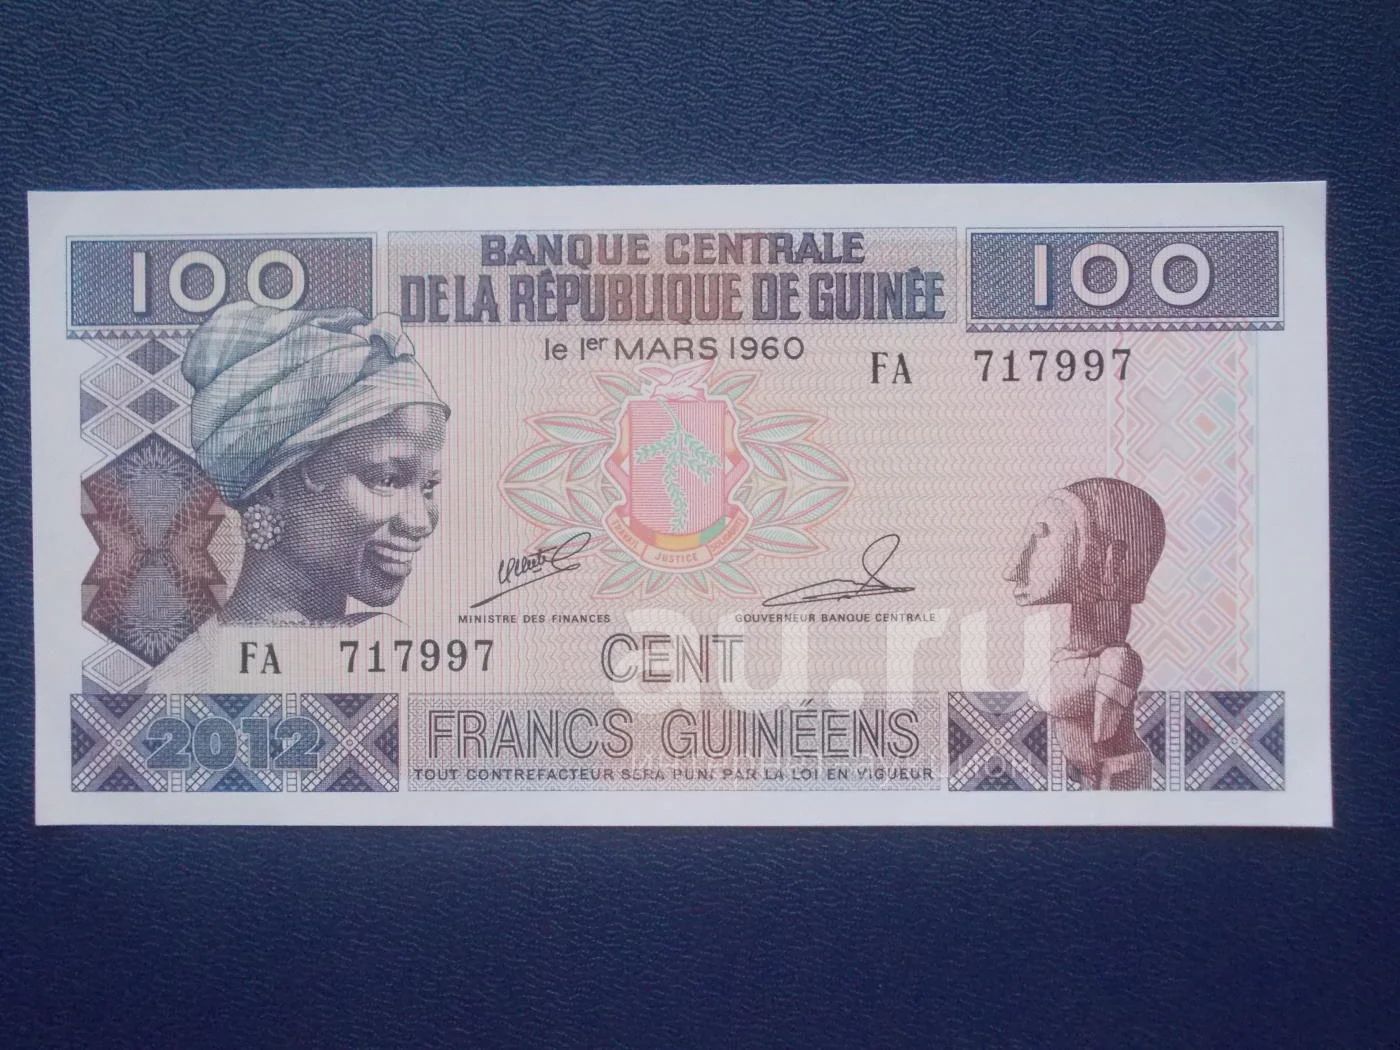 100
BANQUE CENTRALE
DE LA RÉPUBLIQUE DE GUINÉE
100
le 1er MARS 1960
FA 717997
TRAVAIL JUSTICE SOLIDARITÉ
MINISTRE DES FINANCES
GOUVERNEUR BANQUE CENTRALE
FA 717997
CENT
au.ru
2012
FRANCS GUINÉENS
TOUT CONTREFACTEUR SERA PUNI PAR LA LOI EN VIGUEUR